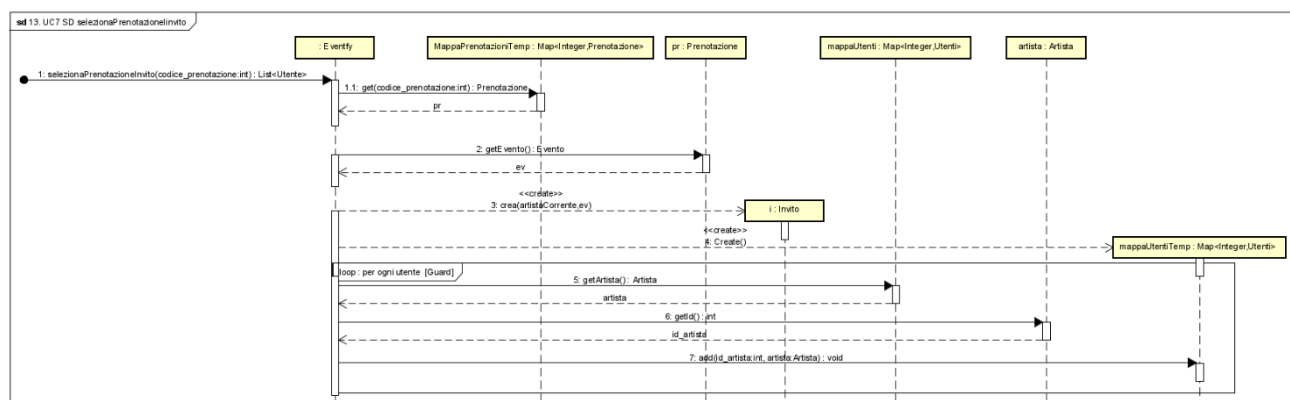 sd 13. UC7 SD selezionaPrenotazioneInvito
: Eventfy
MappaPrenotazioniTemp : Map<Integer,Prenotazione>
pr : Prenotazione
mappaUtenti : Map<Integer,Utenti>
artista : Artista
1: selezionaPrenotazioneInvito(codice_prenotazione:int) : List<Utente>
1.1: get(codice_prenotazione:int) : Prenotazione
pr
2: getEvento() : Evento
ev
<<create>>
3: crea(artistaCorrente,ev)
i : Invito
<<create>>
4: Create()
mappaUtentiTemp : Map<Integer,Utenti>
loop : per ogni utente [Guard]
5: getArtista() : Artista
artista
6: getId() : int
id_artista
7: add(id_artista:int, artista:Artista) : void